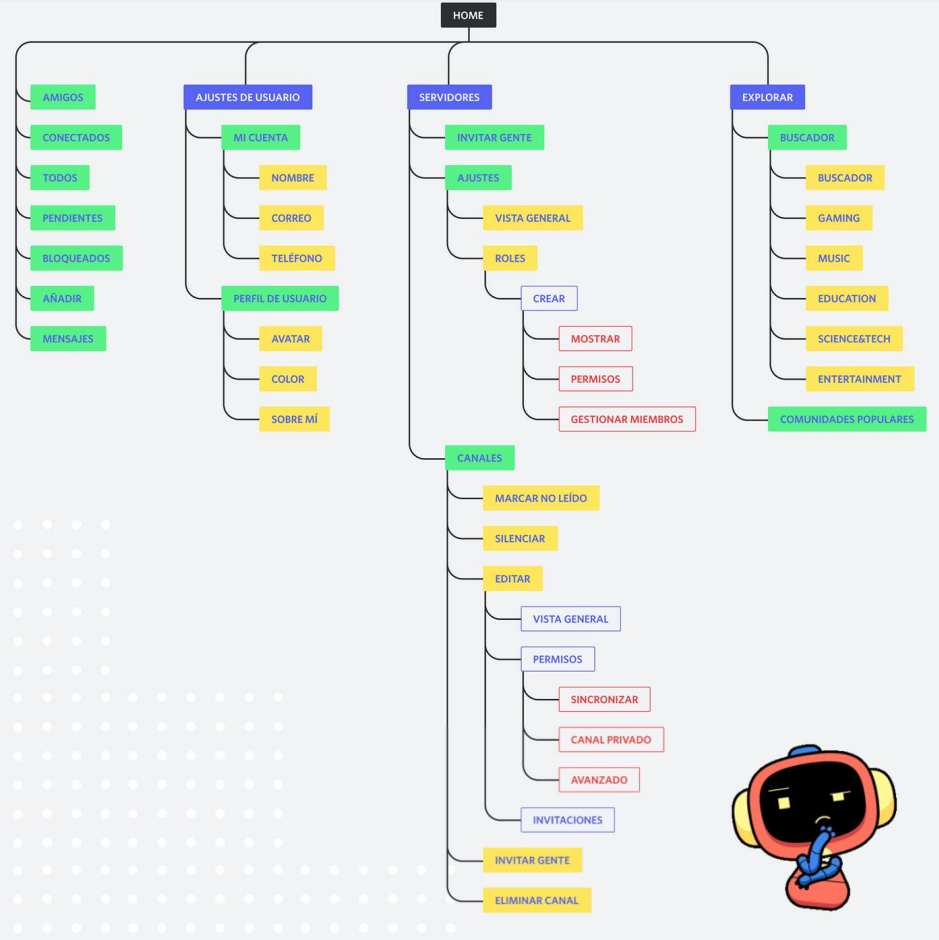 HOME
AMIGOS
CONECTADOS
TODOS
PENDIENTES
BLOQUEADOS
AÑADIR
MENSAJES
AJUSTES DE USUARIO
MI CUENTA
NOMBRE
CORREO
TELÉFONO
PERFIL DE USUARIO
AVATAR
COLOR
SOBRE MÍ
SERVIDORES
INVITAR GENTE
AJUSTES
VISTA GENERAL
ROLES
CREAR
MOSTRAR
PERMISOS
GESTIONAR MIEMBROS
CANALES
MARCAR NO LEÍDO
SILENCIAR
EDITAR
VISTA GENERAL
PERMISOS
SINCRONIZAR
CANAL PRIVADO
AVANZADO
INVITACIONES
INVITAR GENTE
ELIMINAR CANAL
EXPLORAR
BUSCADOR
BUSCADOR
GAMING
MUSIC
EDUCATION
SCIENCE&TECH
ENTERTAINMENT
COMUNIDADES POPULARES